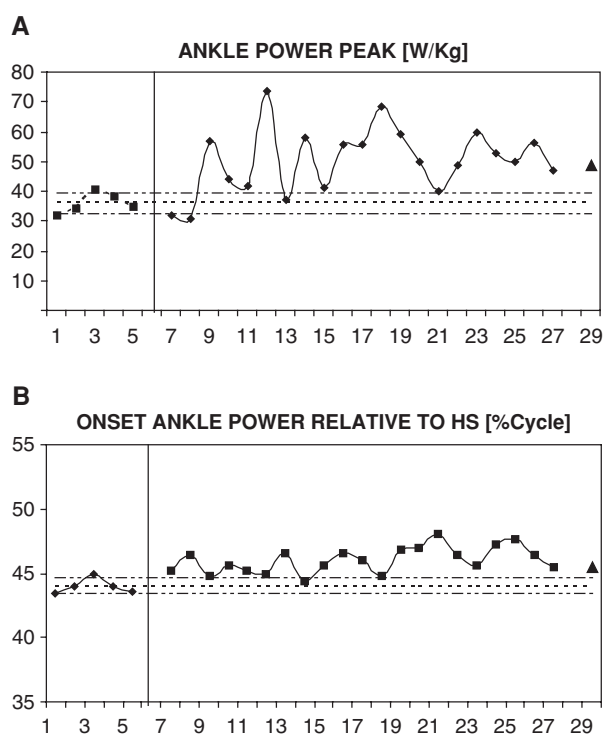 A
ANKLE POWER PEAK [W/Kg]
80
70
60
50
40
30
20
10
1 3 5 7 9 11 13 15 17 19 21 23 25 27 29
B
ONSET ANKLE POWER RELATIVE TO HS [%Cycle]
55
50
45
40
35
1 3 5 7 9 11 13 15 17 19 21 23 25 27 29